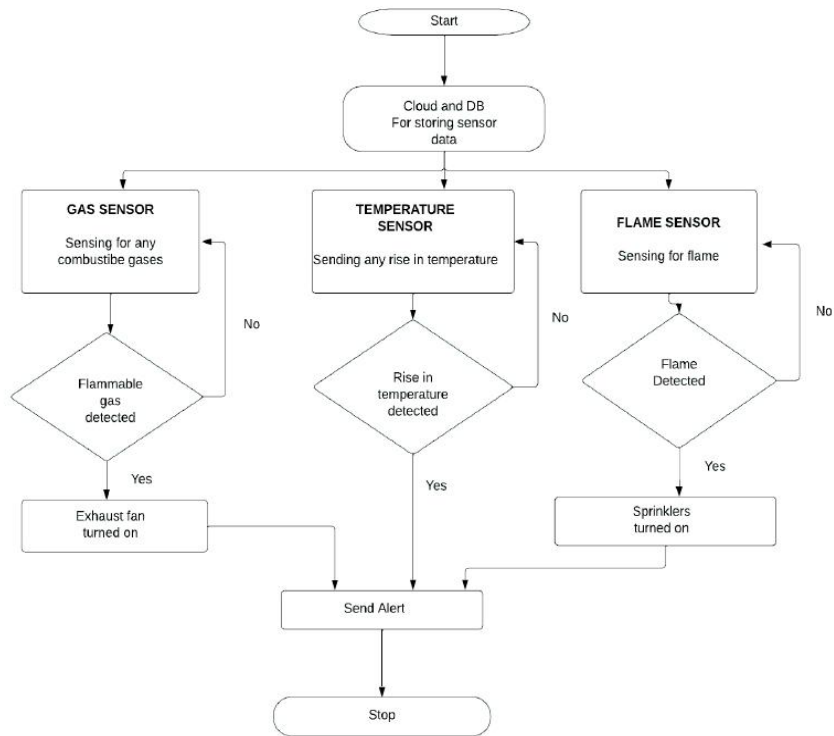 Start
Cloud and DB
For storing sensor
data
GAS SENSOR
Sensing for any
combustibe gases
TEMPERATURE
SENSOR
Sending any rise in temperature
FLAME SENSOR
Sensing for flame
No
No
No
Flammable
gas
detected
Rise in
temperature
detected
Flame
Detected
Yes
Yes
Yes
Exhaust fan
turned on
Sprinklers
turned on
Send Alert
Stop